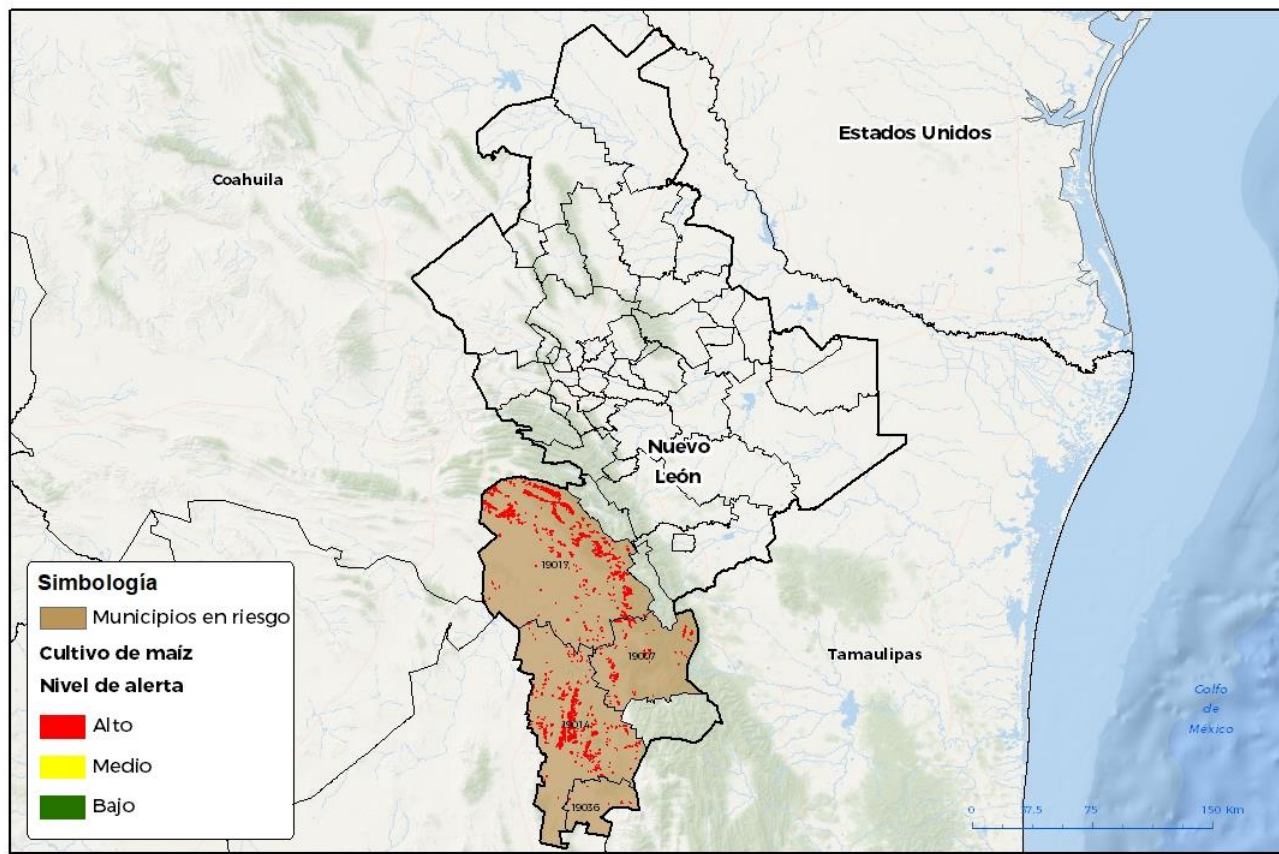 Estados Unidos
Coahuila
Nuevo
León
19017
19007
Tamaulipas
19014
19036
Golfo
de
México
0 37.5 75 150 Km
Simbología
Municipios en riesgo
Cultivo de maíz
Nivel de alerta
Alto
Medio
Bajo